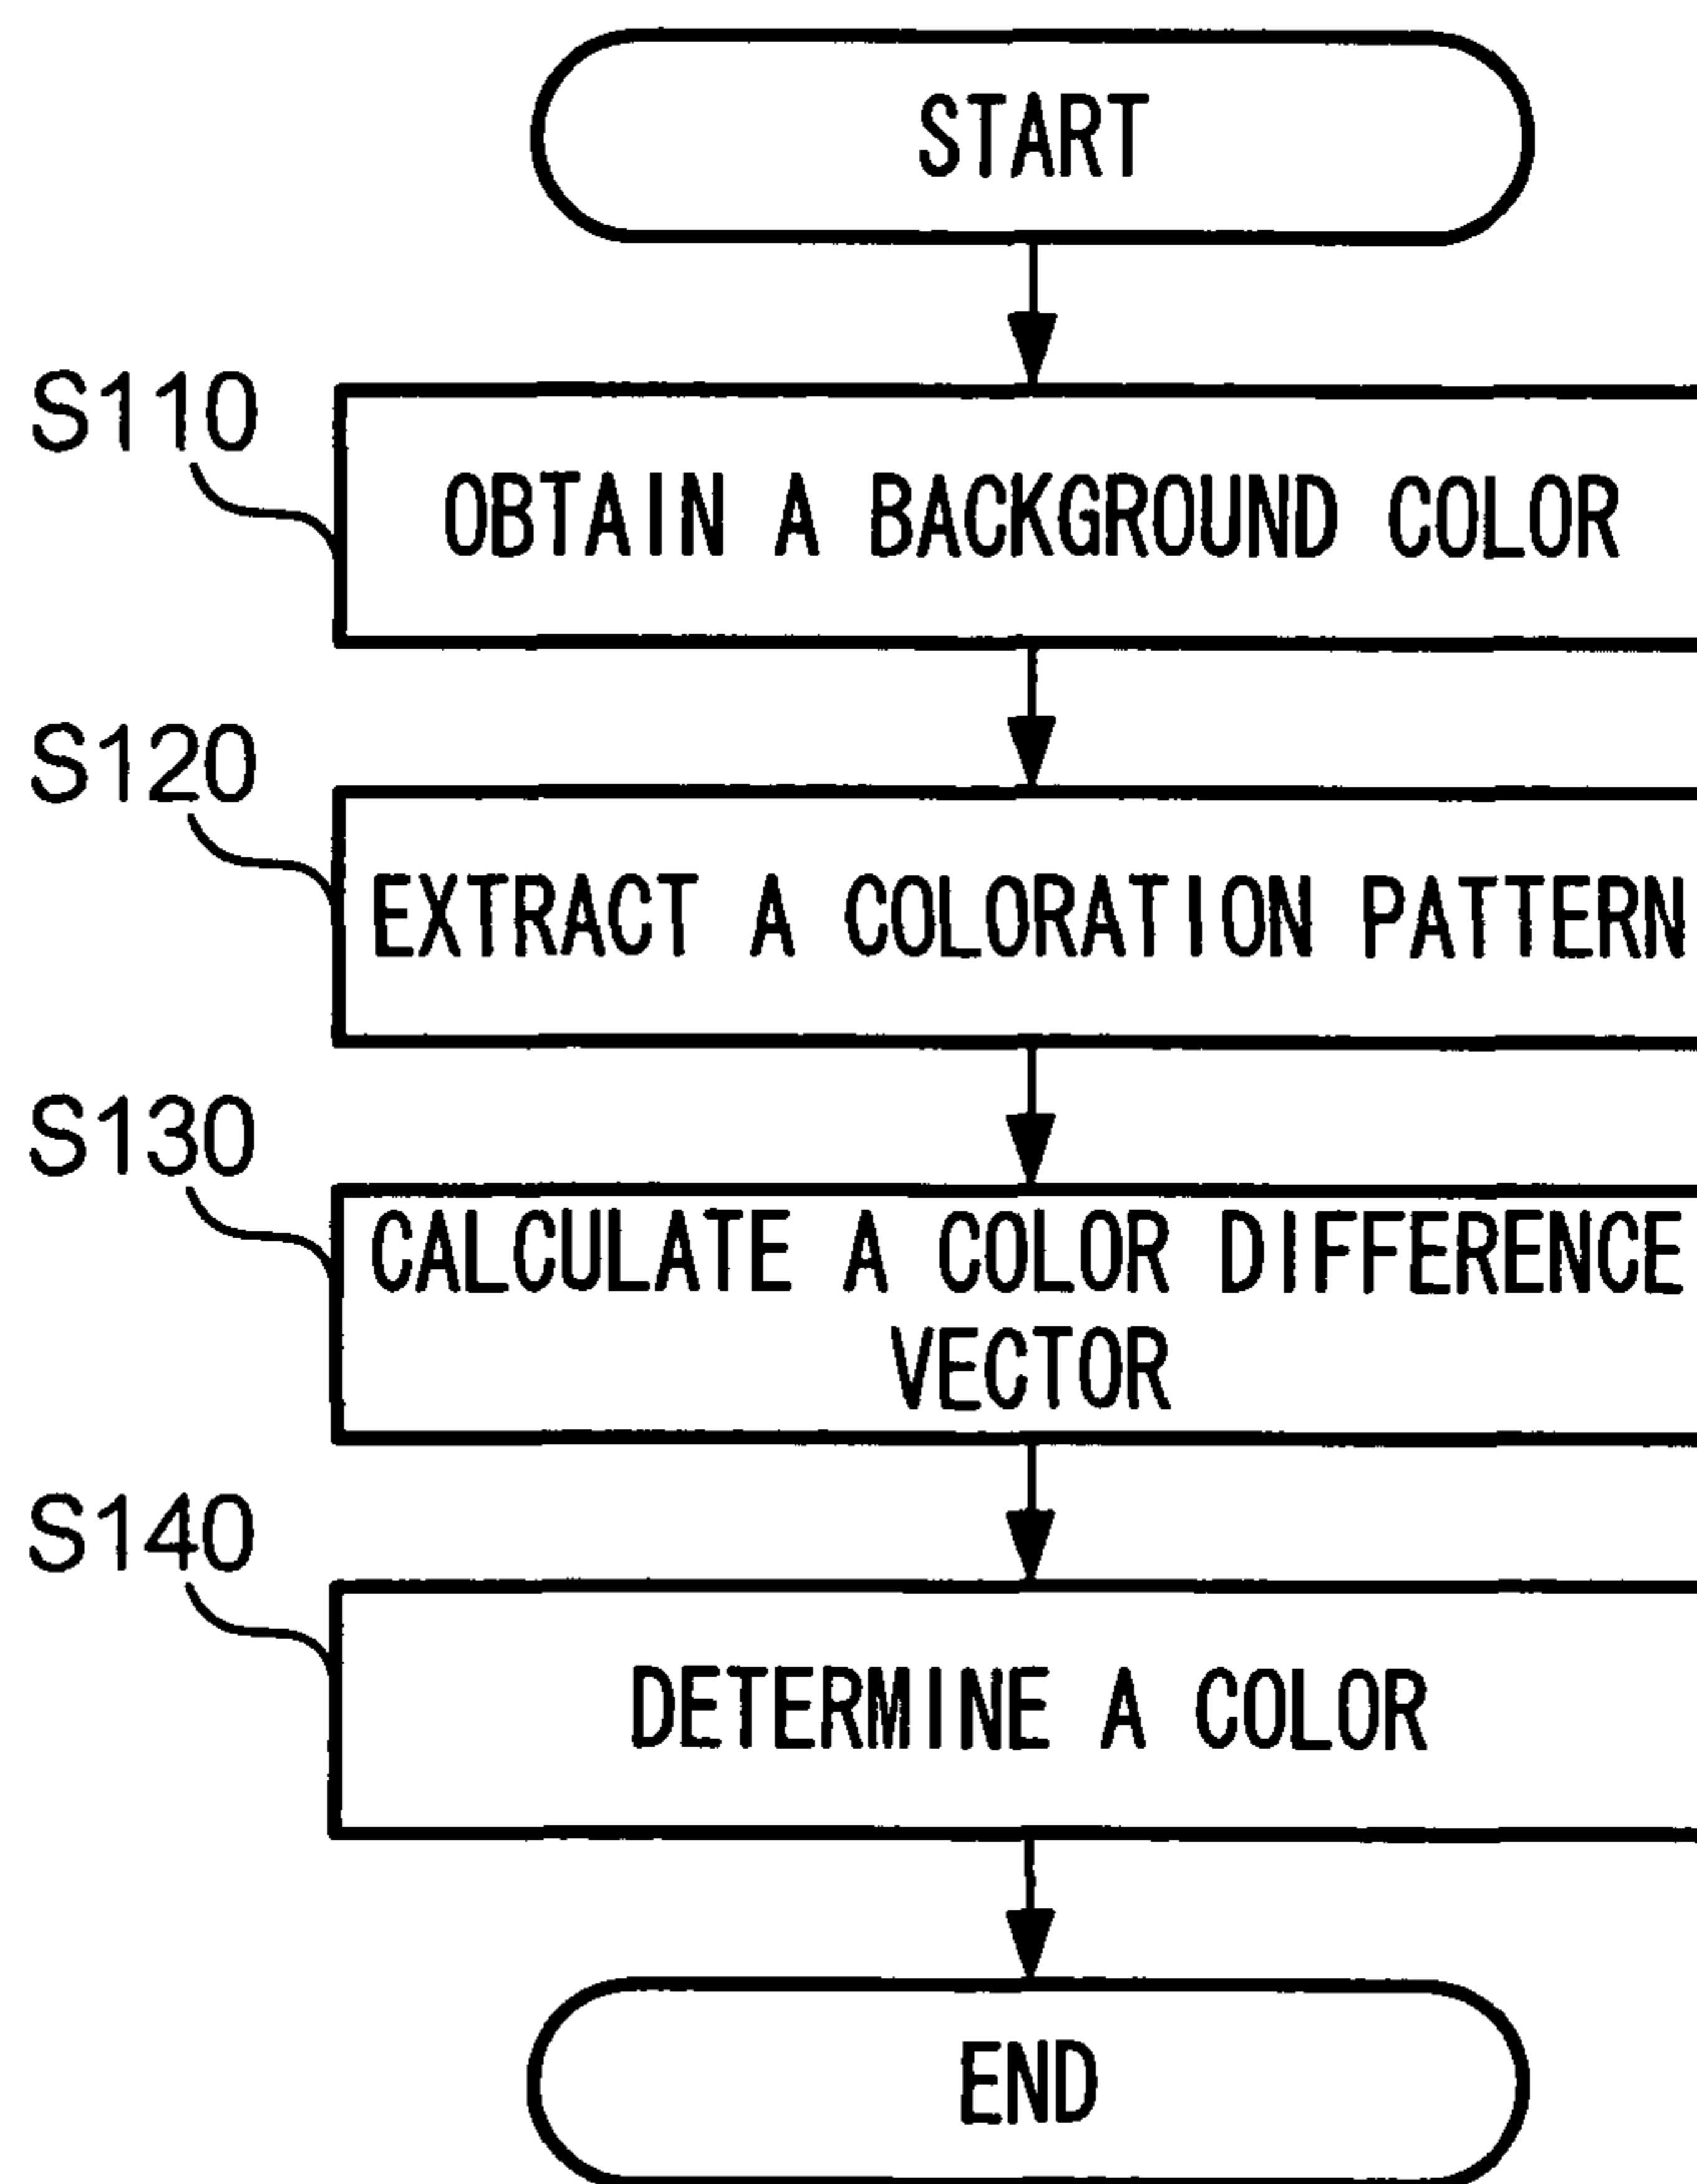 START
S110
OBTAIN A BACKGROUND COLOR
S120
EXTRACT A COLORATION PATTERN
S130
CALCULATE A COLOR DIFFERENCE
VECTOR
S140
DETERMINE A COLOR
END